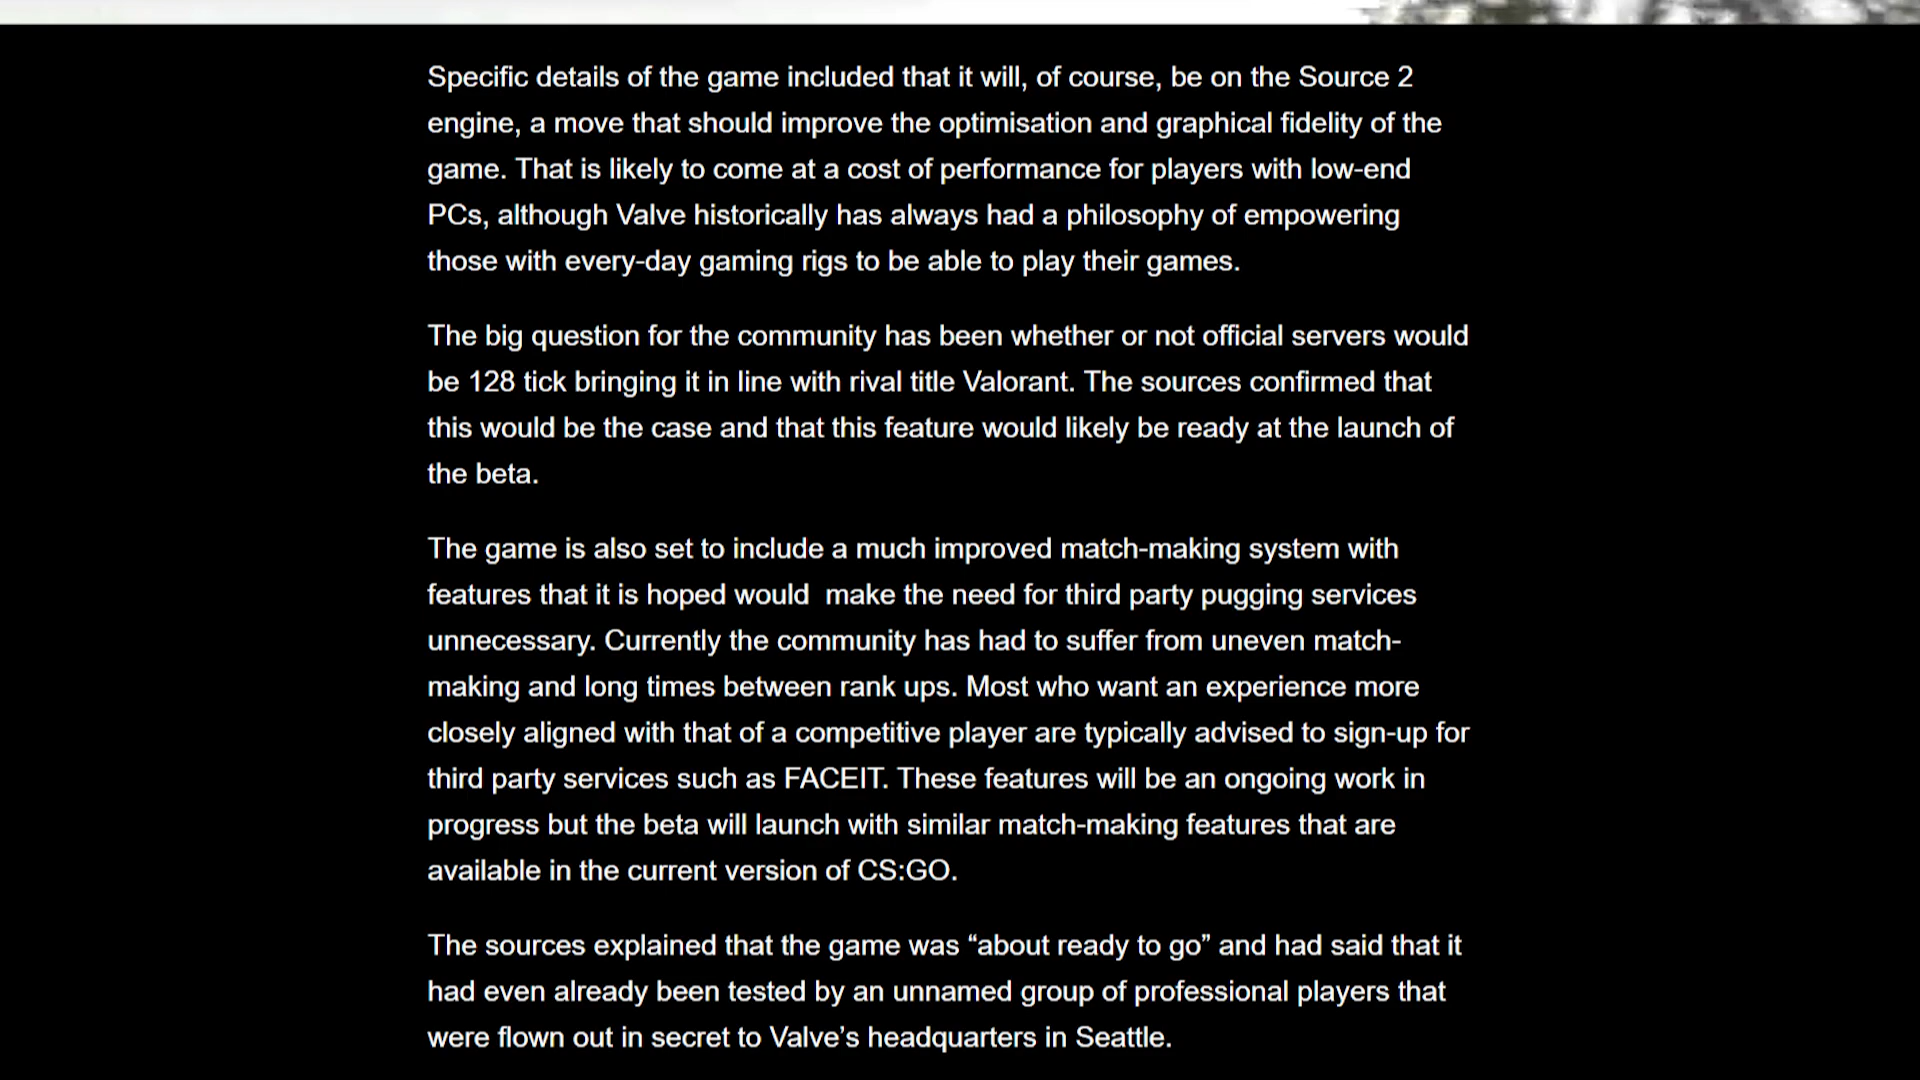 Specific details of the game included that it will, of course, be on the Source 2
engine, a move that should improve the optimisation and graphical fidelity of the
game. That is likely to come at a cost of performance for players with low-end
PCs, although Valve historically has always had a philosophy of empowering
those with every-day gaming rigs to be able to play their games.
The big question for the community has been whether or not official servers would
be 128 tick bringing it in line with rival title Valorant. The sources confirmed that
this would be the case and that this feature would likely be ready at the launch of
the beta.
The game is also set to include a much improved match-making system with
features that it is hoped would  make the need for third party pugging services
unnecessary. Currently the community has had to suffer from uneven match-
making and long times between rank ups. Most who want an experience more
closely aligned with that of a competitive player are typically advised to sign-up for
third party services such as FACEIT. These features will be an ongoing work in
progress but the beta will launch with similar match-making features that are
available in the current version of CS:GO.
The sources explained that the game was “about ready to go” and had said that it
had even already been tested by an unnamed group of professional players that
were flown out in secret to Valve’s headquarters in Seattle.